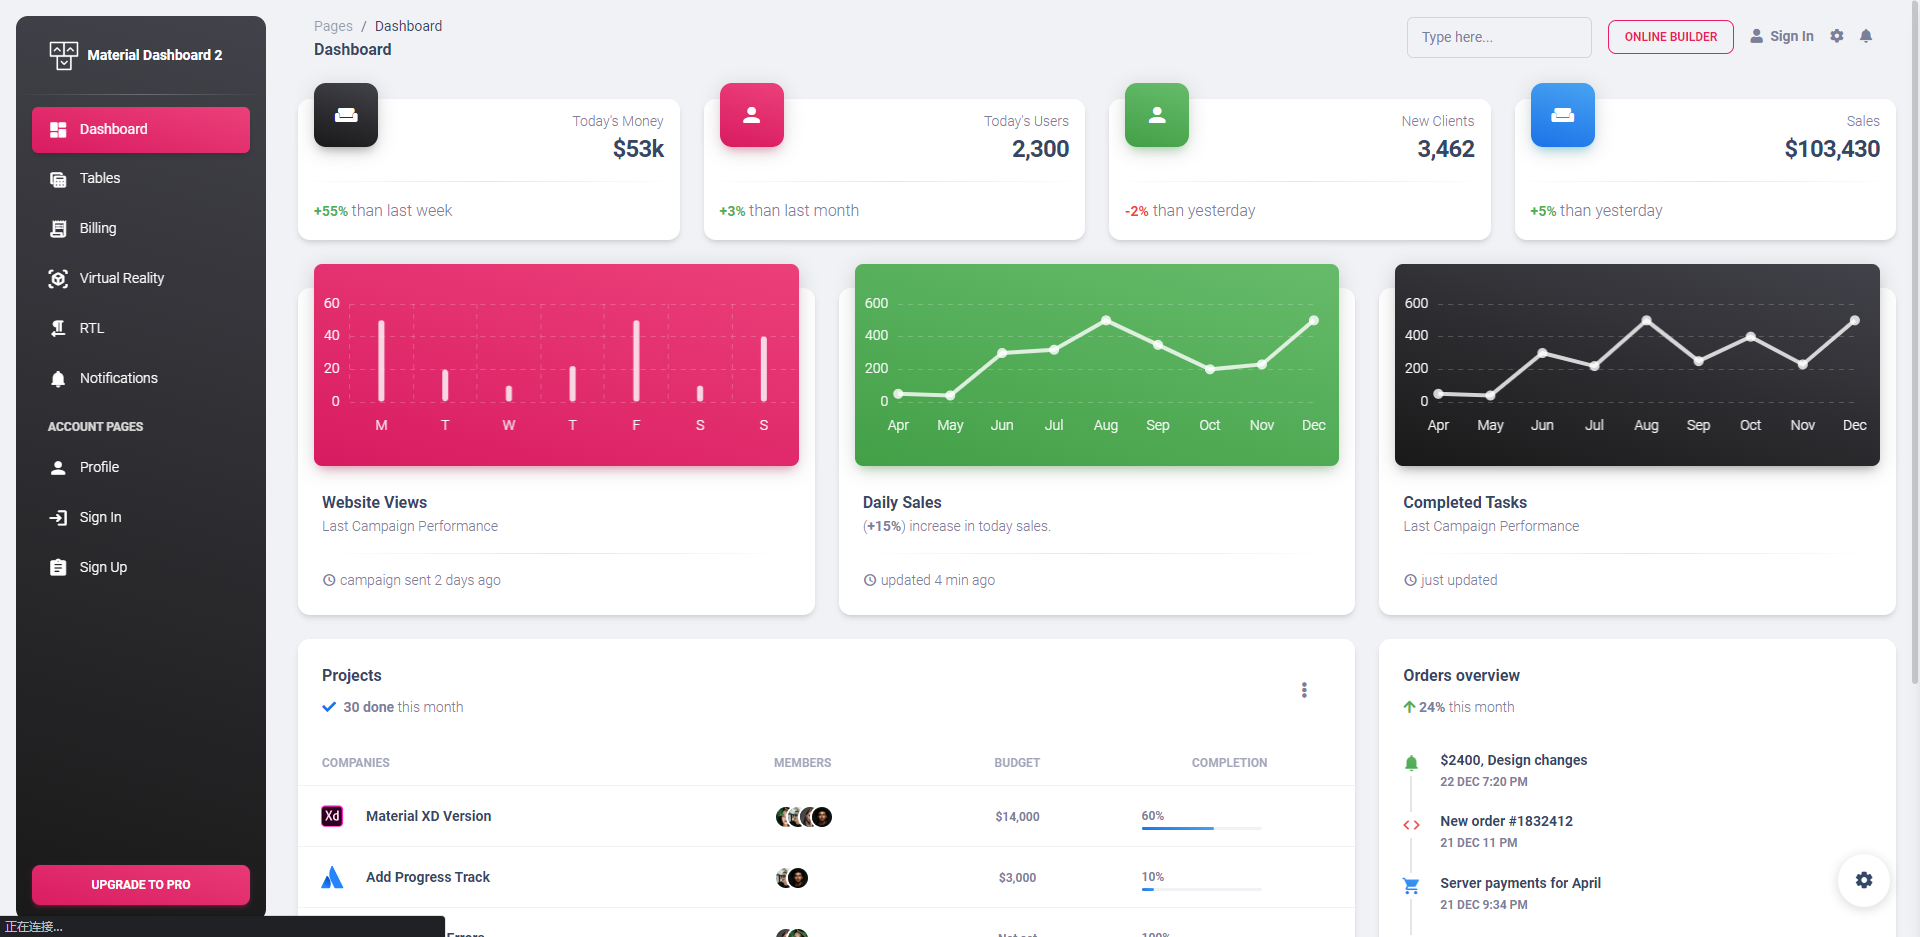 Material Dashboard 2
Dashboard
Tables
Billing
Virtual Reality
RTL
Notifications
ACCOUNT PAGES
Profile
Sign In
Sign Up
UPGRADE TO PRO
正在连接...
Pages / Dashboard
Dashboard
Type here...
ONLINE BUILDER
Sign In
Today's Money
$53k
+55% than last week
Today's Users
2,300
+3% than last month
New Clients
3,462
-2% than yesterday
Sales
$103,430
+5% than yesterday
60
40
20
0
M T W T F S S
Website Views
Last Campaign Performance
campaign sent 2 days ago
600
400
200
0
Apr May Jun Jul Aug Sep Oct Nov Dec
Daily Sales
(+15%) increase in today sales.
updated 4 min ago
600
400
200
0
Apr May Jun Jul Aug Sep Oct Nov Dec
Completed Tasks
Last Campaign Performance
just updated
Projects
30 done this month
COMPANIES MEMBERS BUDGET COMPLETION
Xd Material XD Version $14,000 60%
Add Progress Track $3,000 10%
Errors Not set 100%
Orders overview
24% this month
$2400, Design changes
22 DEC 7:20 PM
New order #1832412
21 DEC 11 PM
Server payments for April
21 DEC 9:34 PM